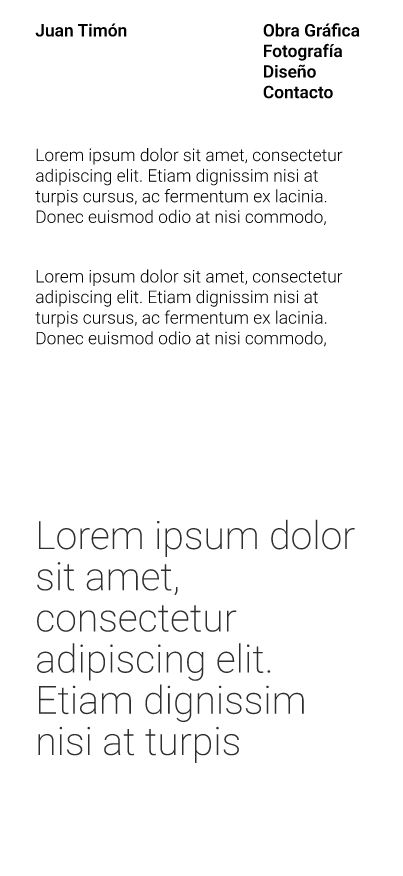 Juan Timón
Obra Gráfica
Fotografía
Diseño
Contacto
Lorem ipsum dolor sit amet, consectetur
adipiscing elit. Etiam dignissim nisi at
turpis cursus, ac fermentum ex lacinia.
Donec euismod odio at nisi commodo,
Lorem ipsum dolor sit amet, consectetur
adipiscing elit. Etiam dignissim nisi at
turpis cursus, ac fermentum ex lacinia.
Donec euismod odio at nisi commodo,
Lorem ipsum dolor
sit amet,
consectetur
adipiscing elit.
Etiam dignissim
nisi at turpis